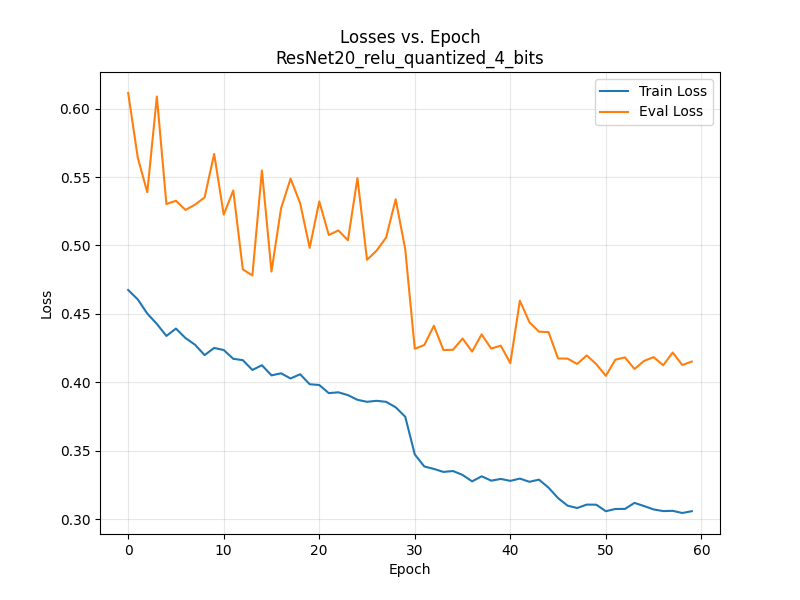 Losses vs. Epoch
ResNet20_relu_quantized_4_bits
Train Loss
Eval Loss
0.60
0.55
0.50
0.45
0.40
0.35
0.30
Loss
0 10 20 30 40 50 60
Epoch